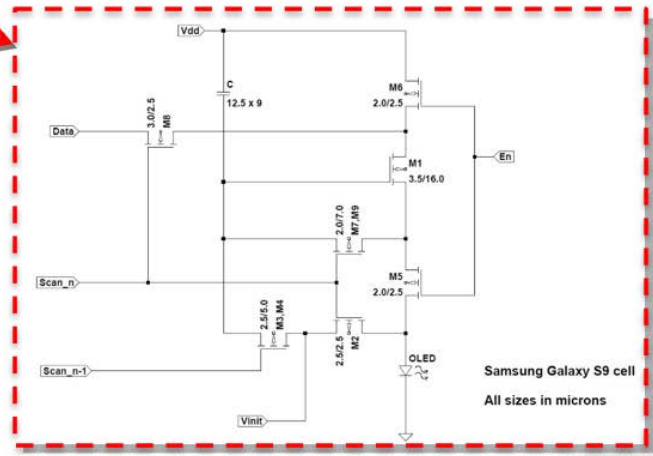 Vdd
C
12.5 x 9
M6
2.0/2.5
3.0/2.5
M8
Data
En
M1
3.5/16.0
2.0/7.0
M7,M9
Scan_n
M5
2.0/2.5
2.5/5.0
M3,M4
2.5/2.5
M2
OLED
Scan_n-1
Samsung Galaxy S9 cell
All sizes in microns
Vinit